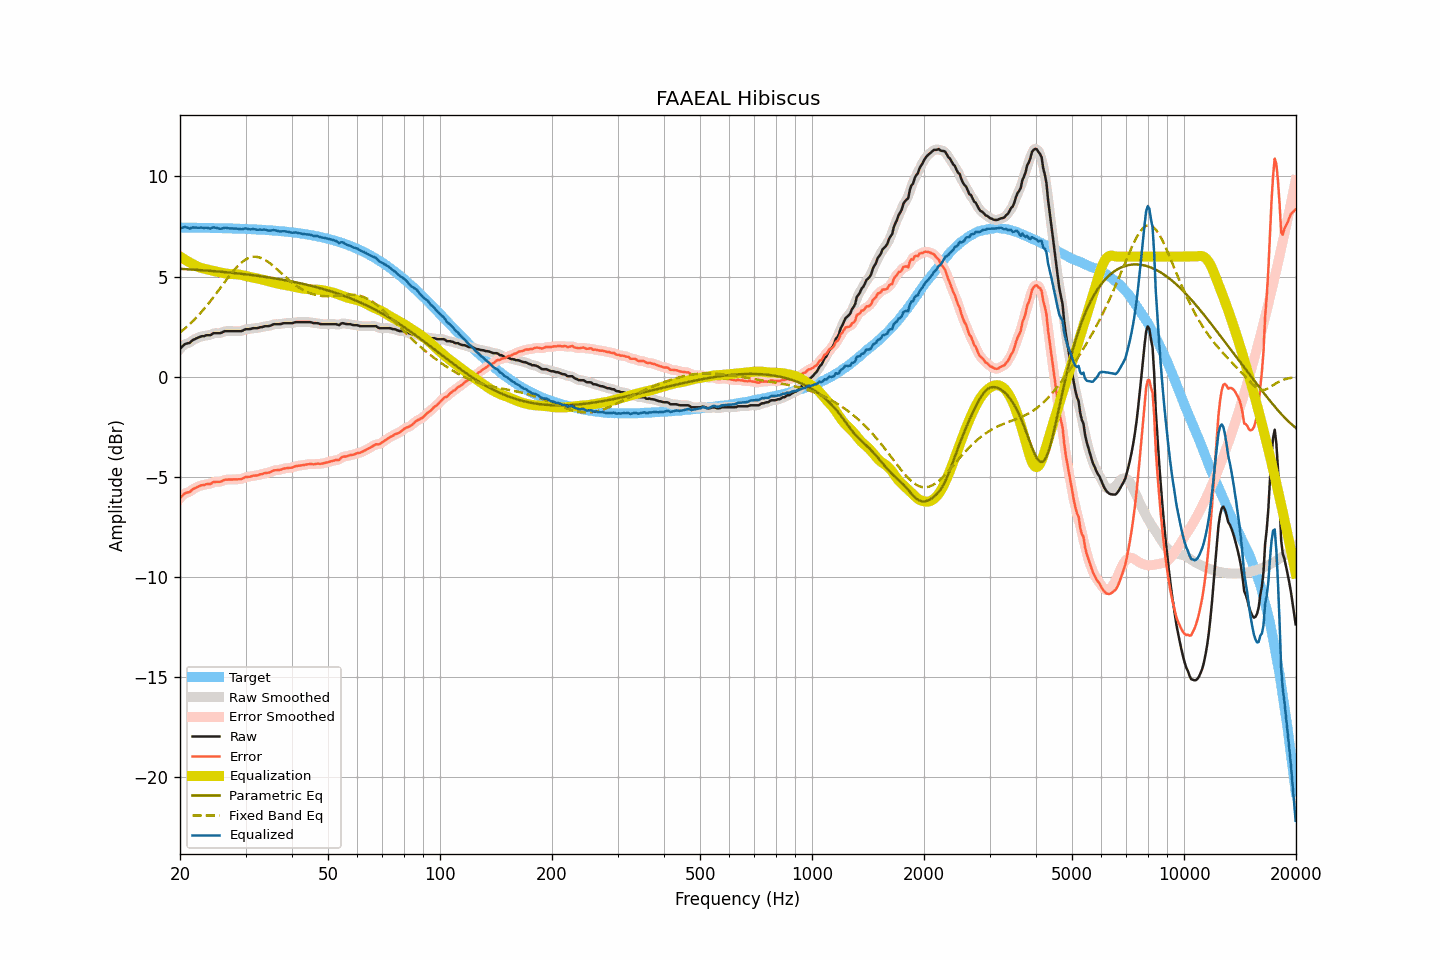 FAAEAL Hibiscus
10
5
0
−5
−10
−15
−20
Amplitude (dBr)
Target
Raw Smoothed
Error Smoothed
Raw
Error
Equalization
Parametric Eq
Fixed Band Eq
Equalized
20 50 100 200 500 1000 2000 5000 10000 20000
Frequency (Hz)